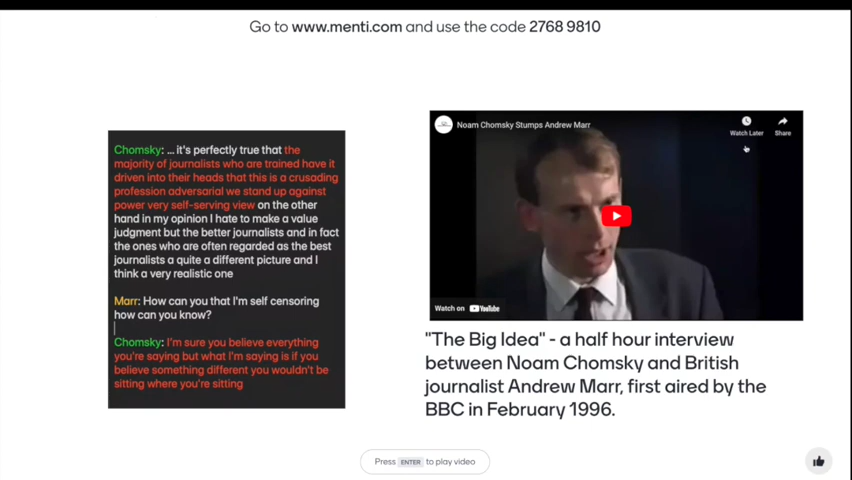 Go to www.menti.com and use the code 2768 9810
Chomsky: ... it's perfectly true that the
majority of journalists who are trained have it
driven into their heads that this is a crusading
profession adversarial we stand up against
power very self-serving view on the other
hand in my opinion I hate to make a value
judgment but the better journalists and in fact
the ones who are often regarded as the best
journalists a quite a different picture and I
think a very realistic one
Marr: How can you that I'm self censoring
how can you know?
Chomsky: I'm sure you believe everything
you're saying but what I'm saying is if you
believe something different you wouldn't be
sitting where you're sitting
Noam Chomsky Stumps Andrew Marr
Watch Later
Share
Watch on YouTube
"The Big Idea" - a half hour interview
between Noam Chomsky and British
journalist Andrew Marr, first aired by the
BBC in February 1996.
Press ENTER to play video